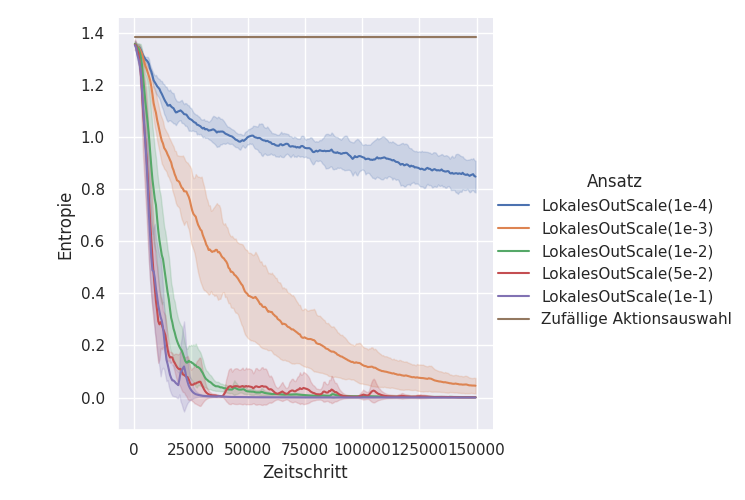 1.4
1.2
1.0
0.8
0.6
0.4
0.2
0.0
Entropie
0 25000 50000 75000 100000 125000 150000
Zeitschritt
Ansatz
LokalesOutScale(1e-4)
LokalesOutScale(1e-3)
LokalesOutScale(1e-2)
LokalesOutScale(5e-2)
LokalesOutScale(1e-1)
Zufällige Aktionsauswahl